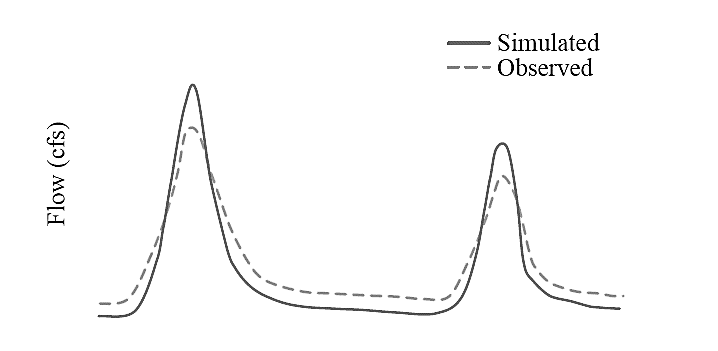 Simulated
Observed
Flow (cfs)